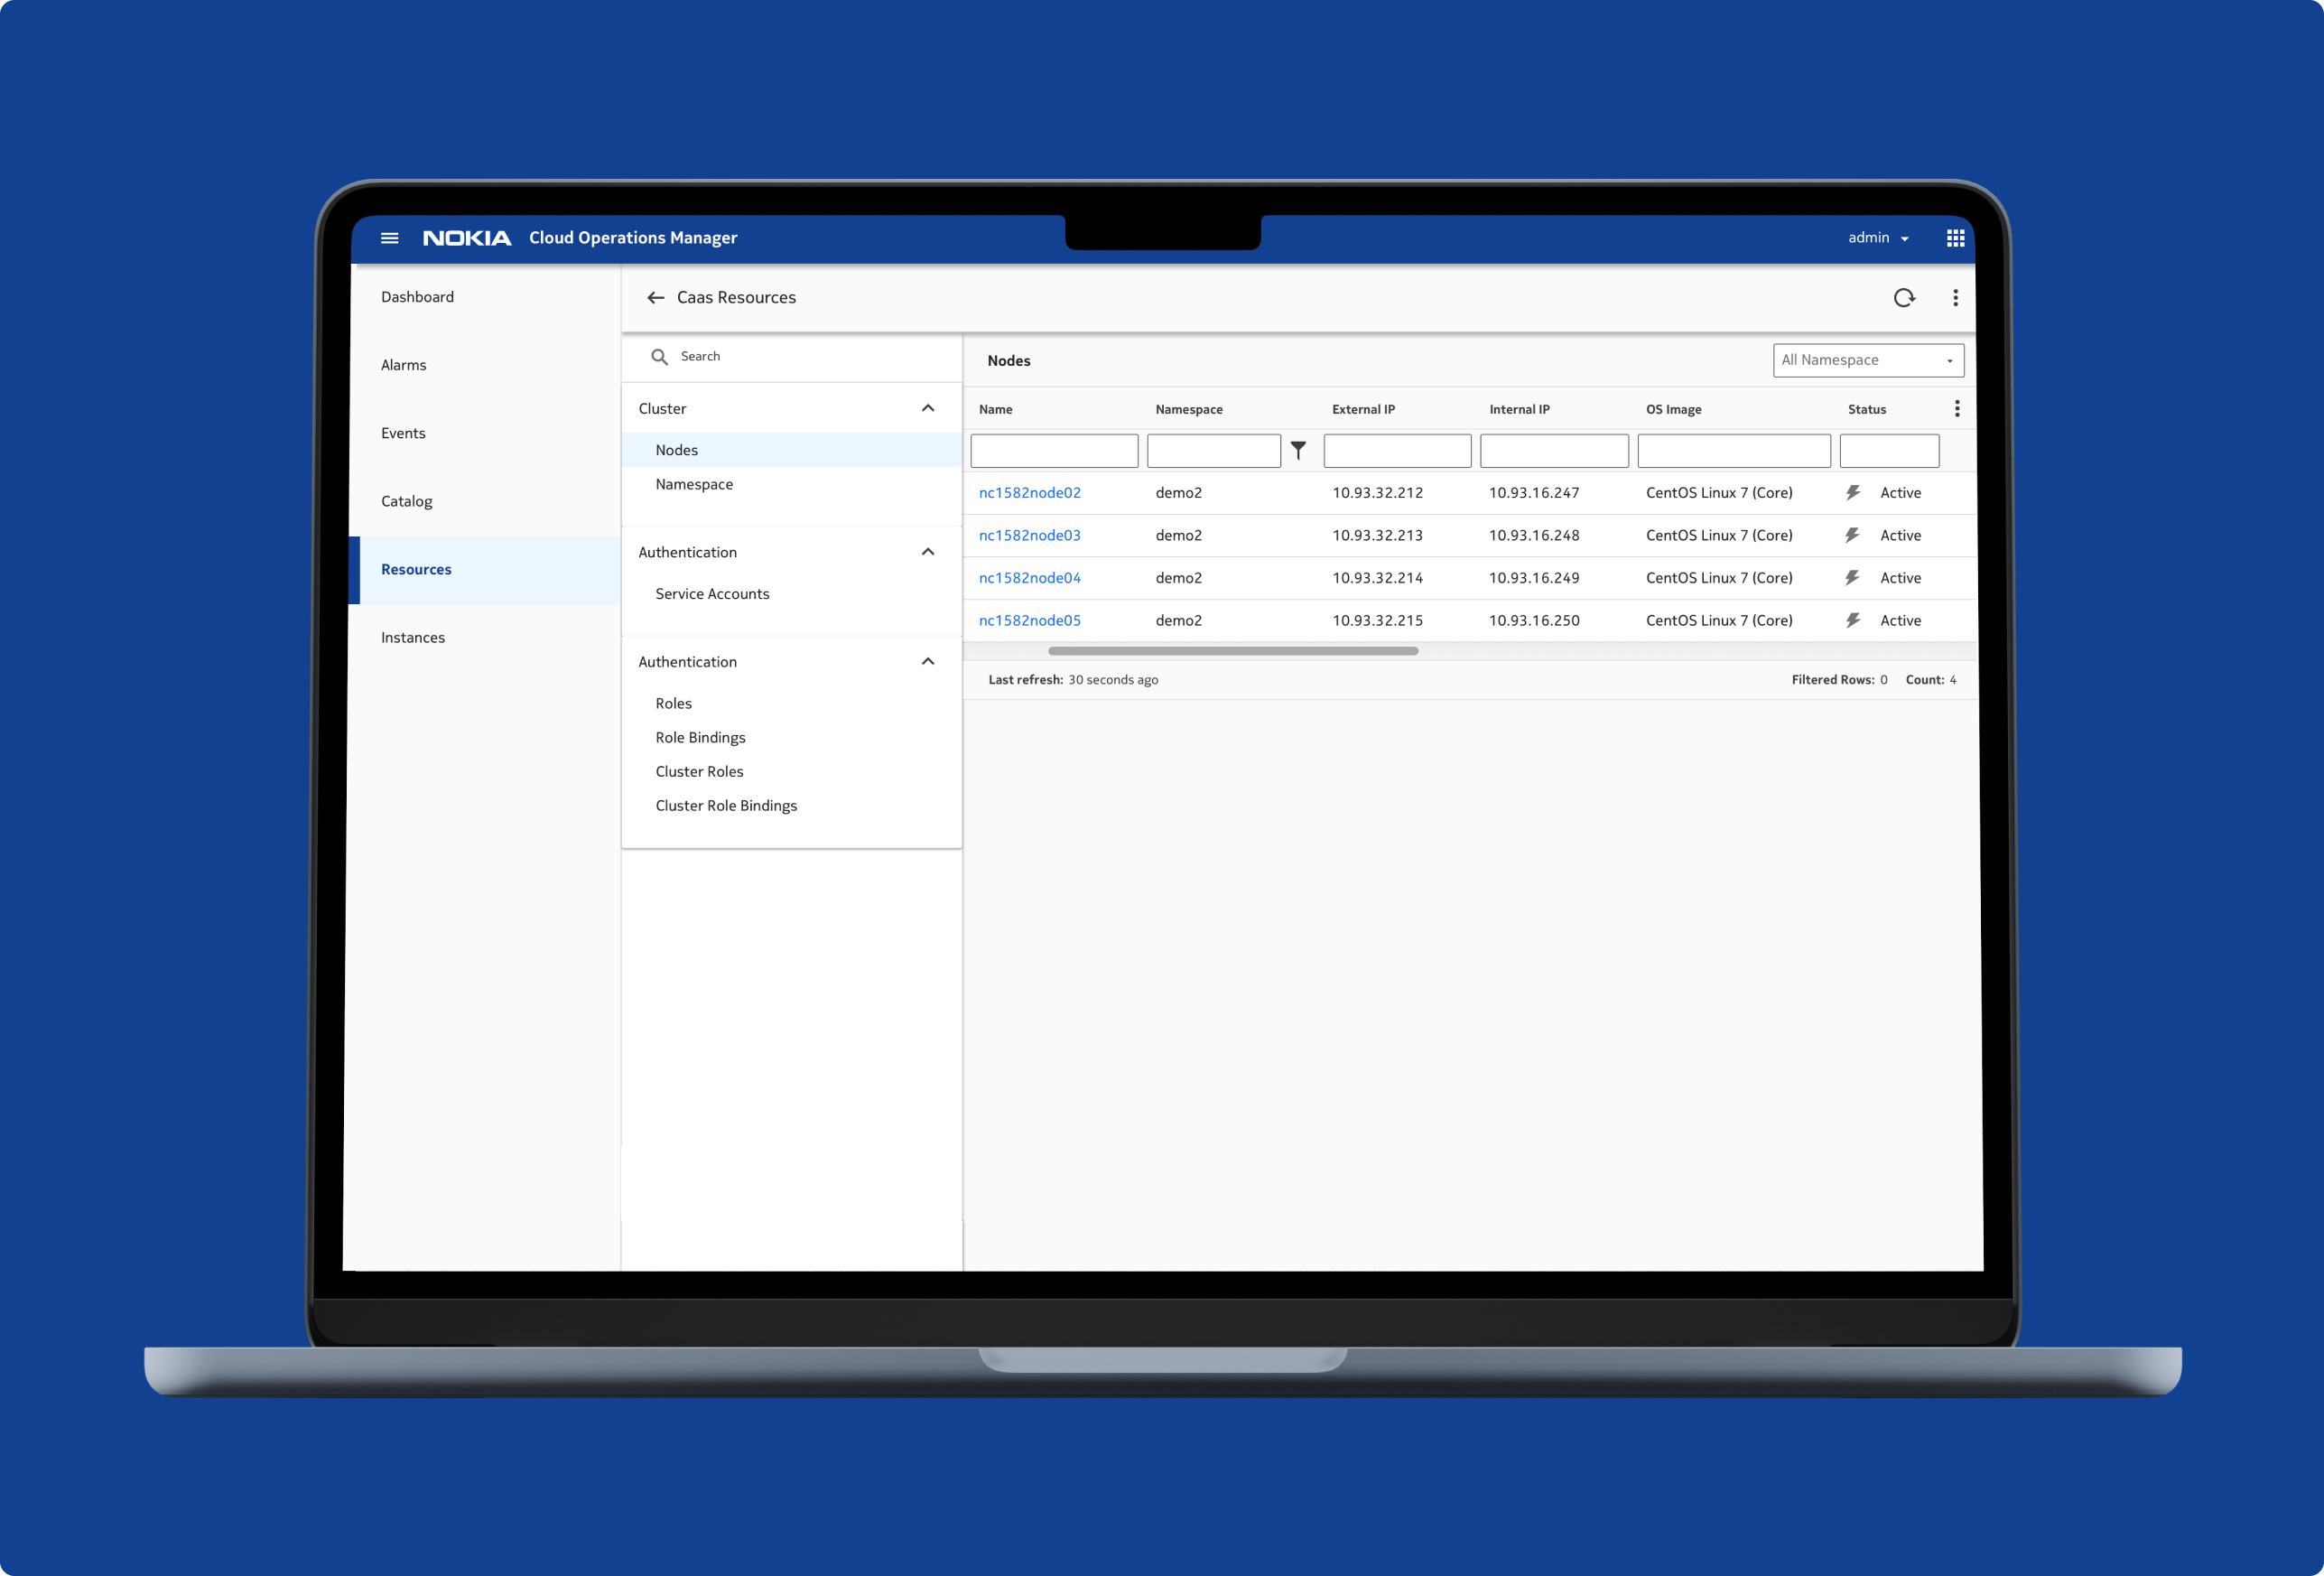 NOKIA Cloud Operations Manager admin
Dashboard
Alarms
Events
Catalog
Resources
Instances
Caas Resources
Search
Cluster
Nodes
Namespace
Authentication
Service Accounts
Authentication
Roles
Role Bindings
Cluster Roles
Cluster Role Bindings
Nodes All Namespace
Name Namespace External IP Internal IP OS Image Status
nc1582node02 demo2 10.93.32.212 10.93.16.247 CentOS Linux 7 (Core) Active
nc1582node03 demo2 10.93.32.213 10.93.16.248 CentOS Linux 7 (Core) Active
nc1582node04 demo2 10.93.32.214 10.93.16.249 CentOS Linux 7 (Core) Active
nc1582node05 demo2 10.93.32.215 10.93.16.250 CentOS Linux 7 (Core) Active
Last refresh: 30 seconds ago Filtered Rows: 0 Count: 4